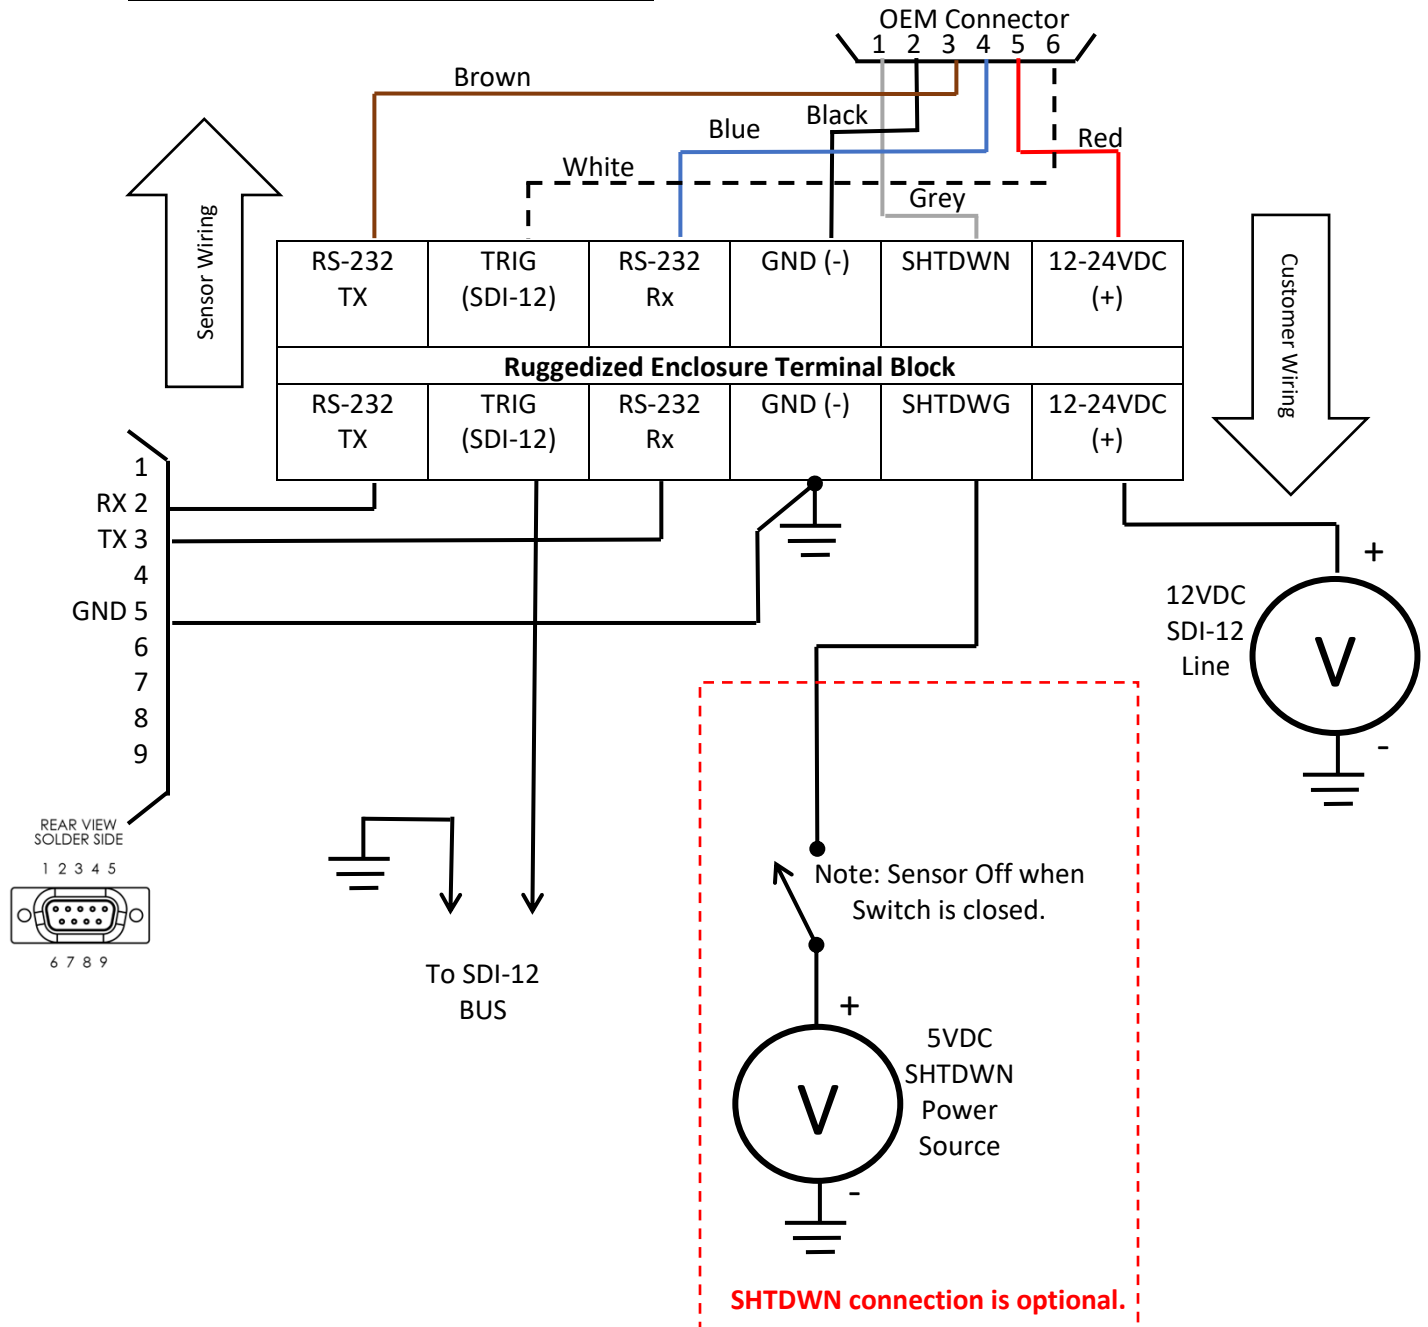 OEM Connector
1 2 3 4 5 6
Brown
Black
Blue
Red
White
Grey
Sensor Wiring
Customer Wiring
RS-232 TX
TRIG (SDI-12)
RS-232 Rx
GND (-)
SHTDWN
12-24VDC (+)
Ruggedized Enclosure Terminal Block
RS-232 TX
TRIG (SDI-12)
RS-232 Rx
GND (-)
SHTDWG
12-24VDC (+)
1
RX 2
TX 3
4
GND 5
6
7
8
9
+
12VDC
SDI-12
Line
V
-
REAR VIEW
SOLDER SIDE
1 2 3 4 5
6 7 8 9
To SDI-12
BUS
Note: Sensor Off when
Switch is closed.
+
5VDC
SHTDWN
Power
Source
V
-
SHTDWN connection is optional.